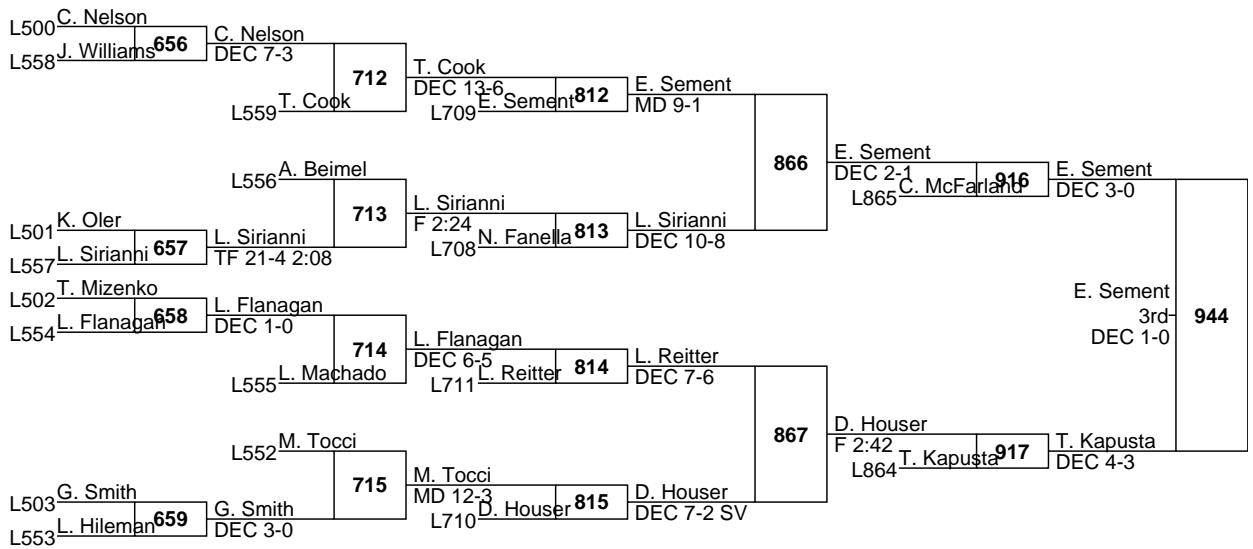 C. Nelson
L500
656
C. Nelson
J. Williams
L558
DEC 7-3
712
T. Cook
DEC 13-6
T. Cook
L559
E. Sement
L709
812
E. Sement
MD 9-1
866
E. Sement
DEC 2-1
C. McFarland
L865
916
E. Sement
DEC 3-0
A. Beimel
L556
713
L. Sirianni
F 2:24
K. Oler
L501
657
L. Sirianni
TF 21-4 2:08
L. Sirianni
L557
N. Fanella
L708
813
L. Sirianni
DEC 10-8
T. Mizenko
L502
658
L. Flanagan
DEC 1-0
L. Flanagan
L554
714
L. Flanagan
DEC 6-5
L. Machado
L555
L. Reitter
L711
814
L. Reitter
DEC 7-6
E. Sement
3rd
DEC 1-0
944
867
D. Houser
F 2:42
T. Kapusta
L864
917
T. Kapusta
DEC 4-3
M. Tocci
L552
715
M. Tocci
MD 12-3
G. Smith
L503
659
G. Smith
DEC 3-0
L. Hileman
L553
D. Houser
L710
815
D. Houser
DEC 7-2 SV